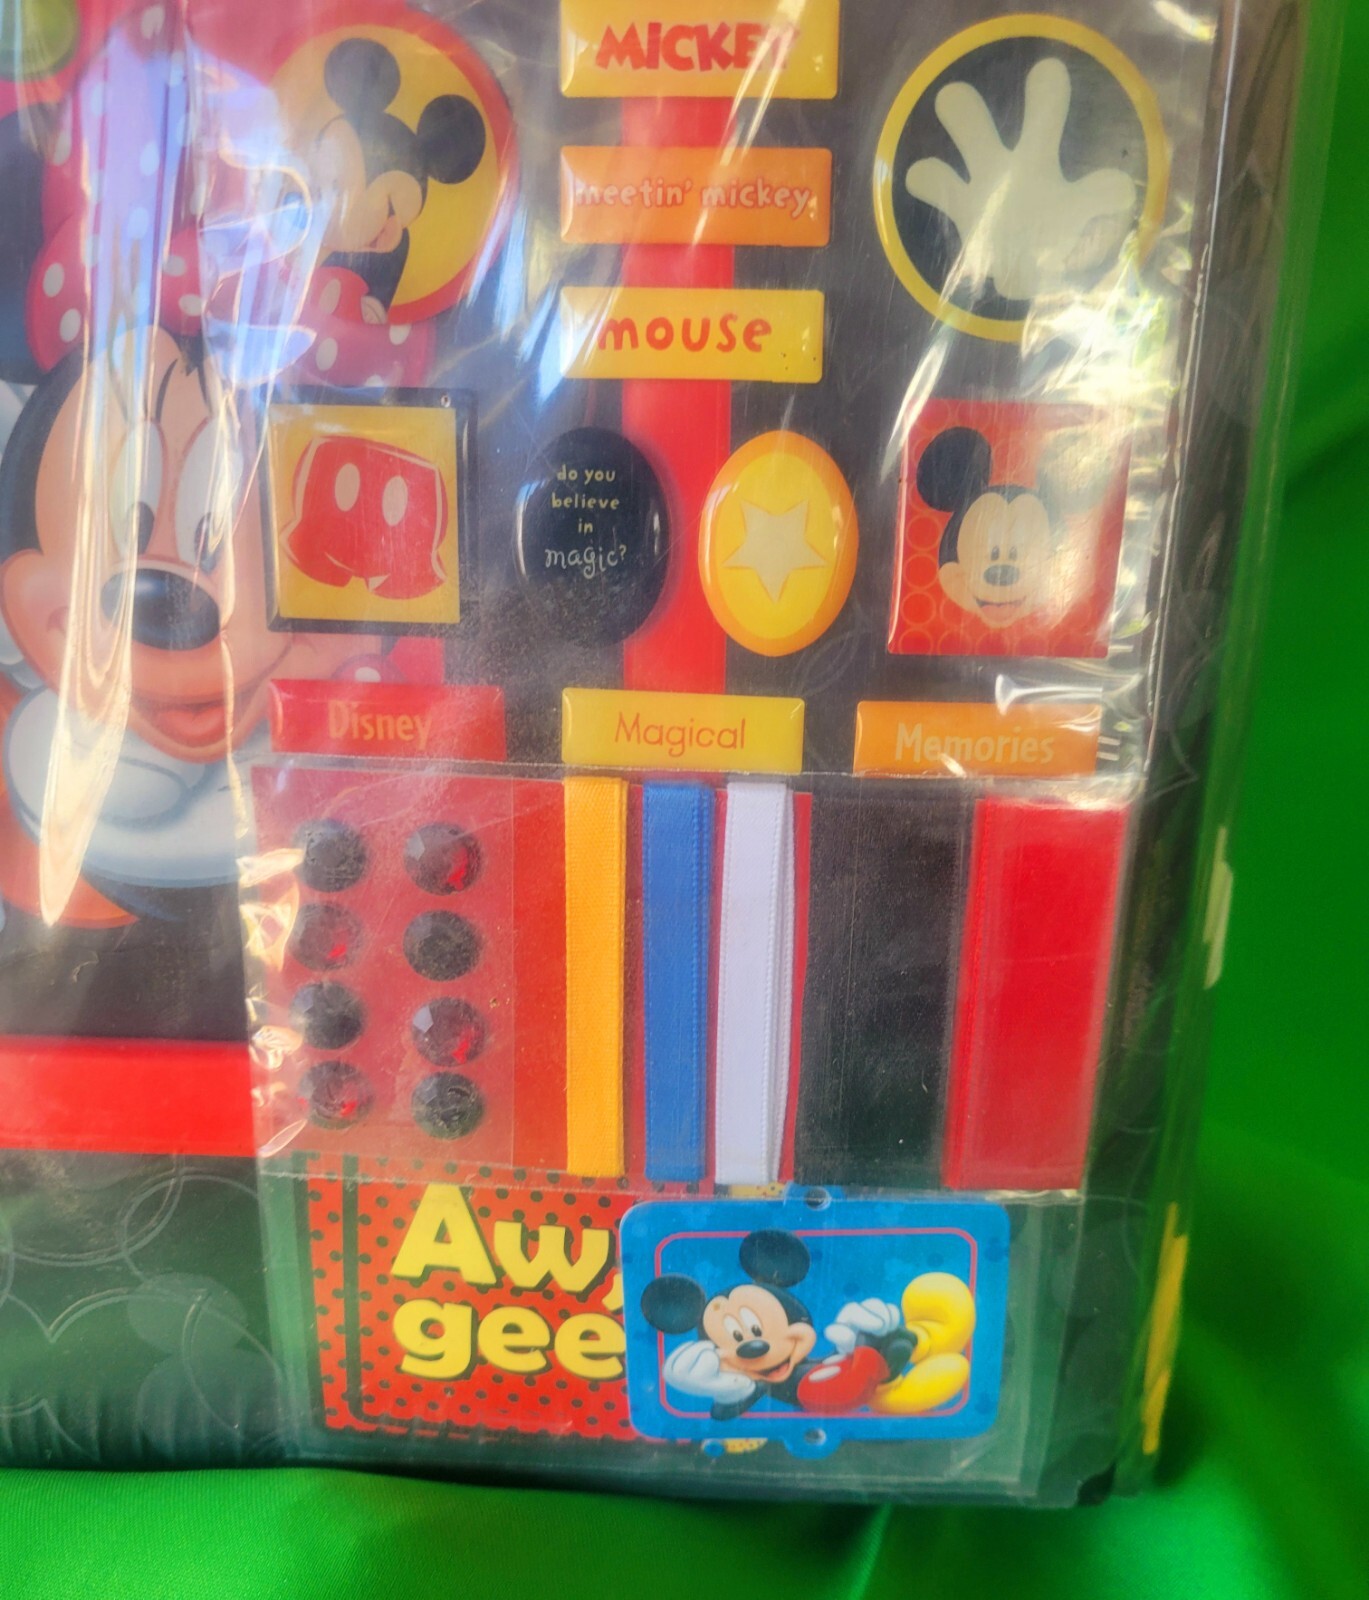 MICKEY
meetin' mickey
mouse
do you
believe
in
magic?
Disney
Magical
Memories
Aw,
gee